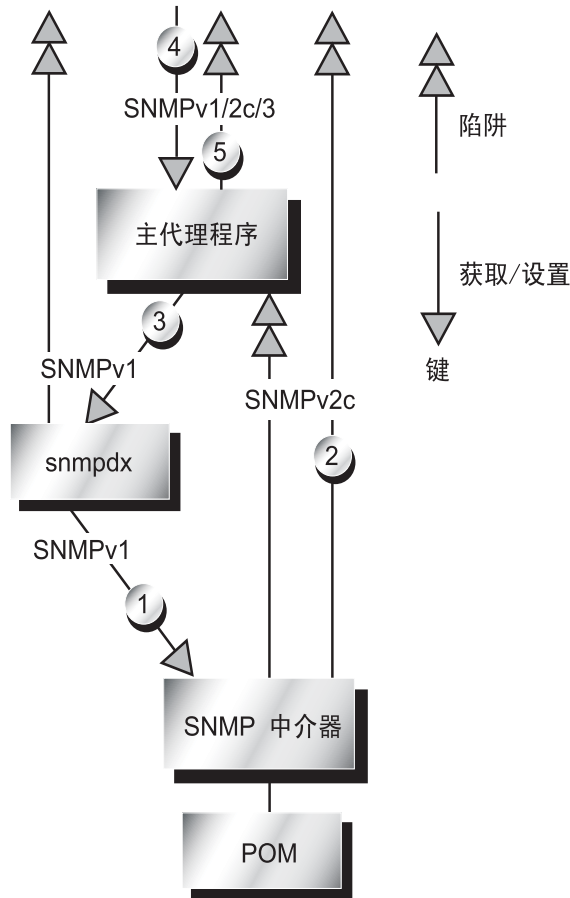 4
SNMPv1/2c/3
5
陷阱
主代理程序
获取/设置
3
SNMPv1
键
SNMPv2c
2
snmpdx
SNMPv1
1
SNMP 中介器
POM